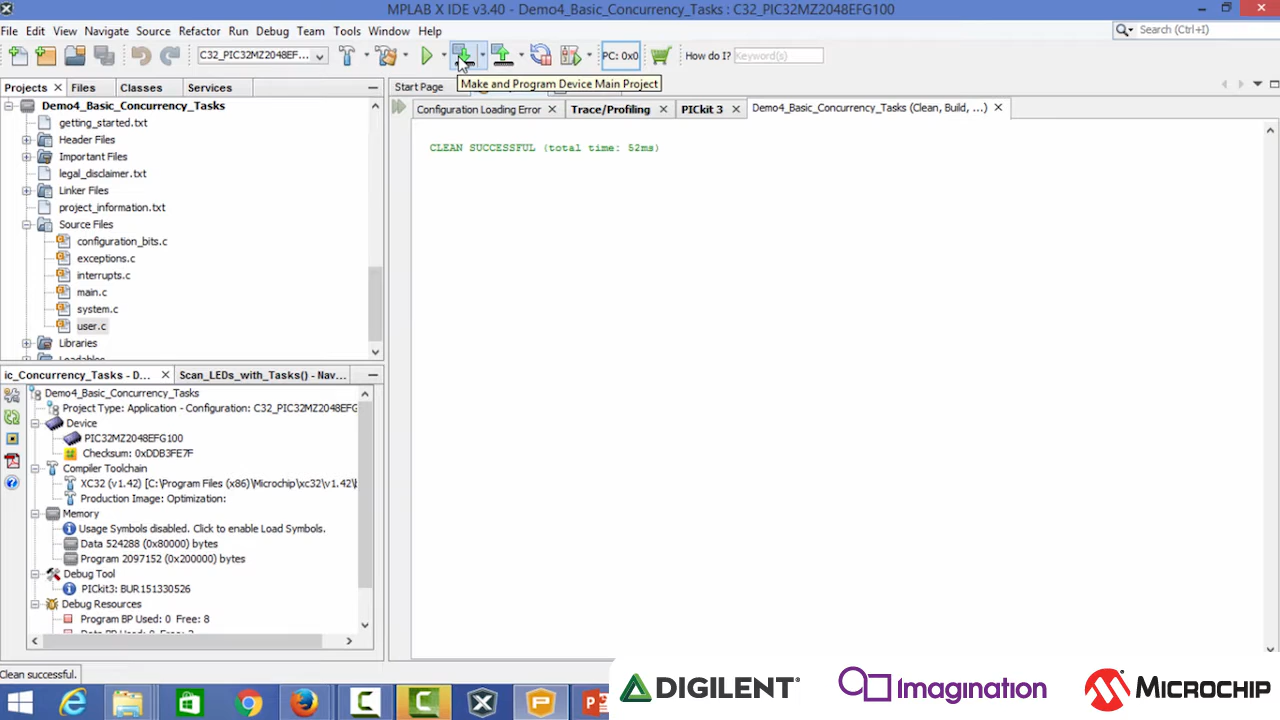 MPLAB X IDE v3.40 - Demo4_Basic_Concurrency_Tasks : C32_PIC32MZ2048EFG100
File Edit View Navigate Source Refactor Run Debug Team Tools Window Help
Search (Ctrl+I)
C32_PIC32MZ2048EF...
PC: 0x0
How do I?
Keyword(s)
Make and Program Device Main Project
Projects
Files
Classes
Services
Start Page
Configuration Loading Error
Trace/Profiling
PICkit 3
Demo4_Basic_Concurrency_Tasks (Clean, Build, ...)
CLEAN SUCCESSFUL (total time: 52ms)
Demo4_Basic_Concurrency_Tasks
getting_started.txt
Header Files
Important Files
legal_disclaimer.txt
Linker Files
project_information.txt
Source Files
configuration_bits.c
exceptions.c
interrupts.c
main.c
system.c
user.c
Libraries
Loadables
ic_Concurrency_Tasks - D...
Scan_LEDs_with_Tasks() - Nav...
Demo4_Basic_Concurrency_Tasks
Project Type: Application - Configuration: C32_PIC32MZ2048EFG
Device
PIC32MZ2048EFG100
Checksum: 0xDDB3FE7F
Compiler Toolchain
XC32 (v1.42) [C:\Program Files (x86)\Microchip\xc32\v1.42\
Production Image: Optimization:
Memory
Usage Symbols disabled. Click to enable Load Symbols.
Data 524288 (0x80000) bytes
Program 2097152 (0x200000) bytes
Debug Tool
PICkit3: BUR151330526
Debug Resources
Program BP Used: 0 Free: 8
Clean successful.
DIGILENT
Imagination
MICROCHIP